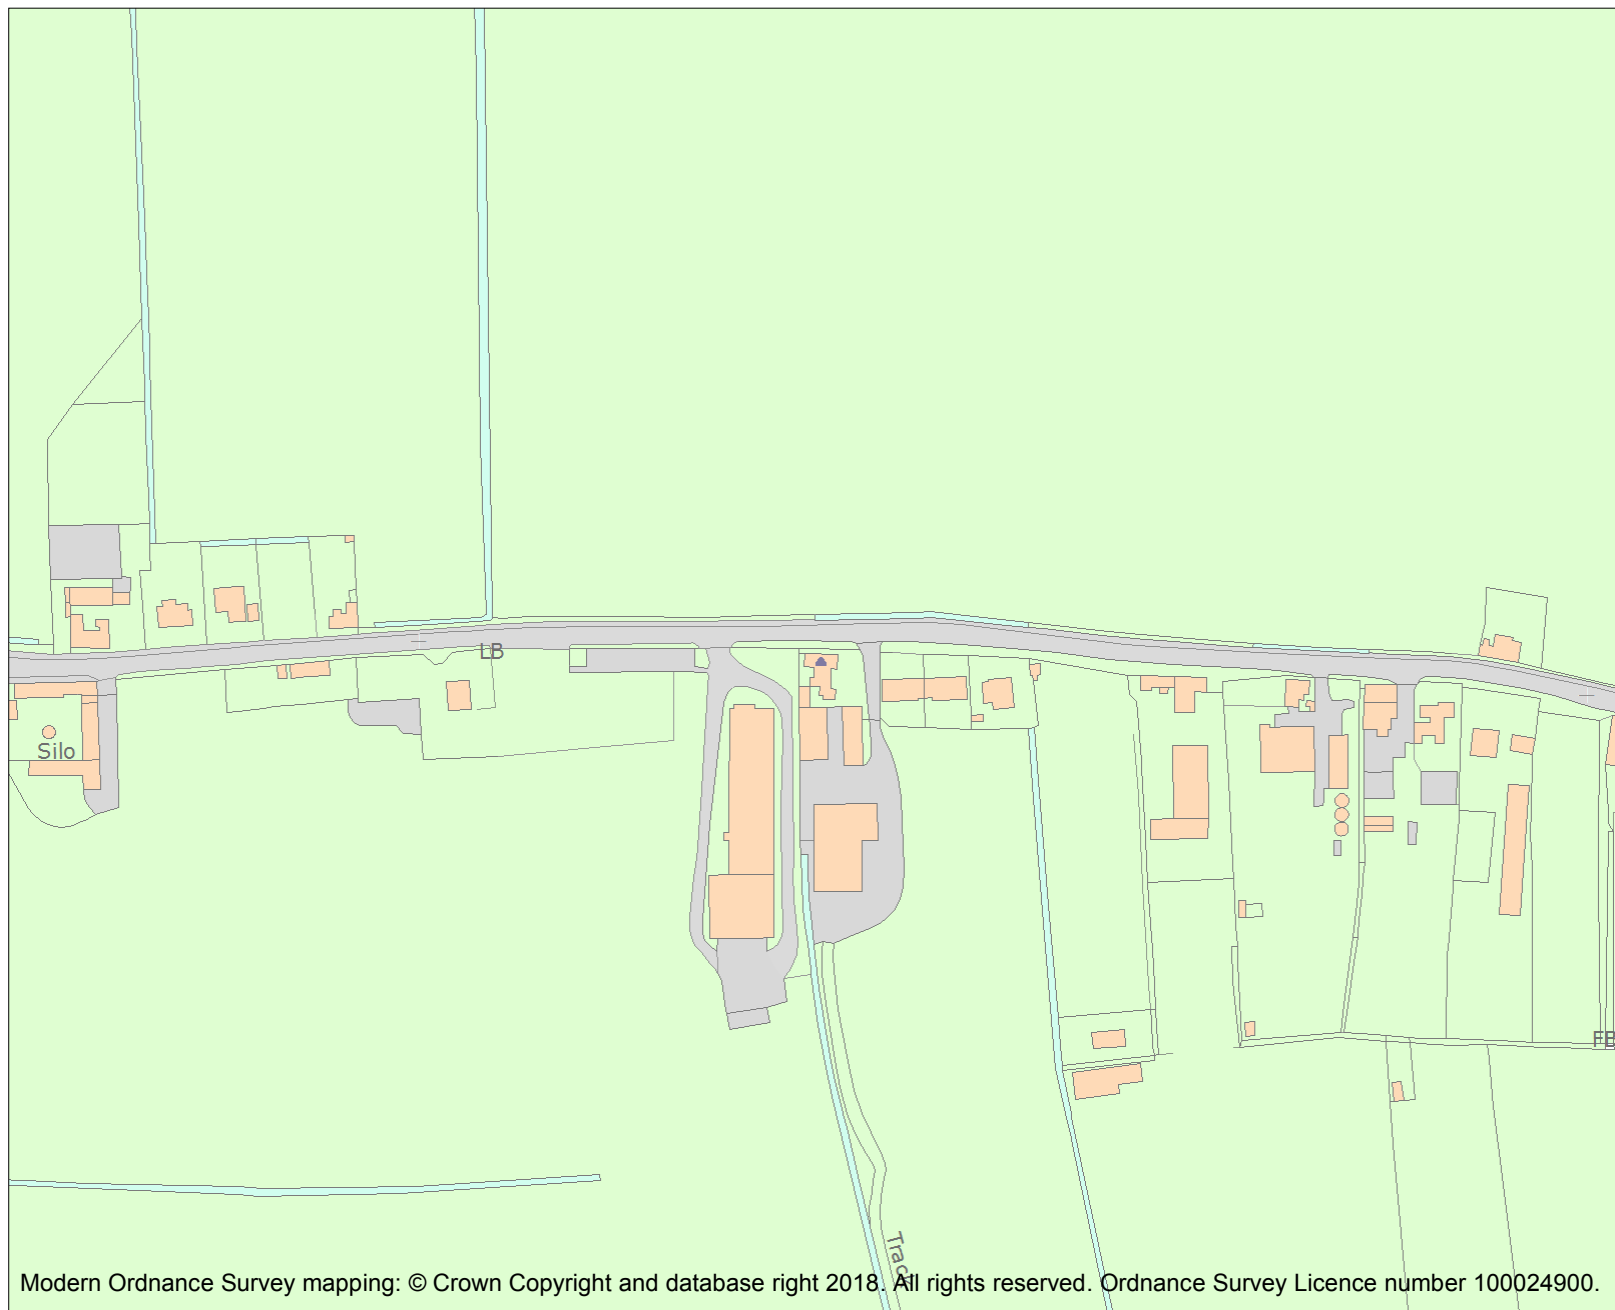 LB
Silo
FB
Track
Modern Ordnance Survey mapping: © Crown Copyright and database right 2018. All rights reserved. Ordnance Survey Licence number 100024900.